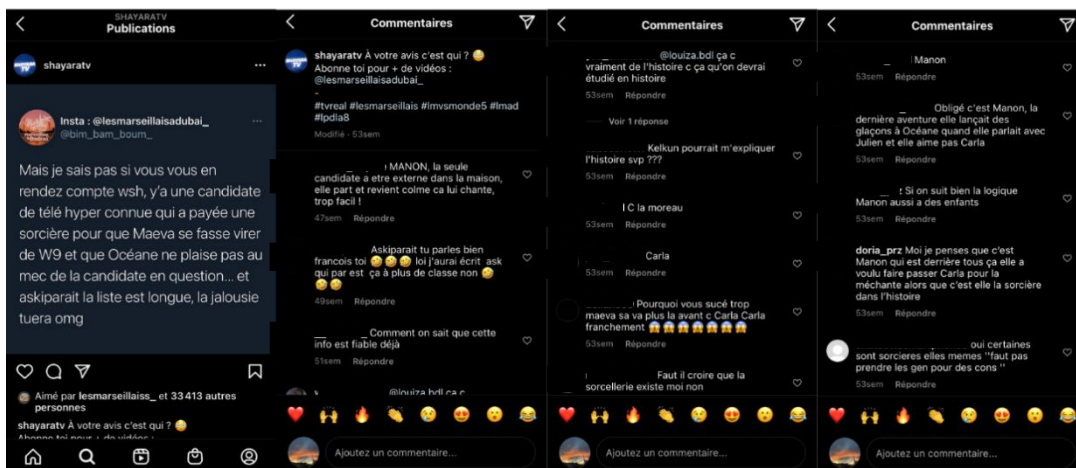 SHAYARATV
Publications
shayaratv
Insta : @lesmarseillaisadubai_
@bim_bam_boum_
Mais je sais pas si vous vous en
rendez compte wsh, y'a une candidate
de télé hyper connue qui a payée une
sorcière pour que Maeva se fasse virer
de W9 et que Océane ne plaise pas au
mec de la candidate en question... et
askiparait la liste est longue, la jalousie
tuera omg
Aimé par lesmarseillaiss_ et 33 413 autres
personnes
shayaratv À votre avis c'est qui ?
Abonne toi pour + de vidéos :
Commentaires
shayaratv À votre avis c'est qui ?
Abonne toi pour + de vidéos :
@lesmarseillaisadubai_
-
#tvreal #lesmarseillais #lmvsmonde5 #lmad
#lpdla8
Modifié · 53sem
MANON, la seule
candidate a etre externe dans la maison,
elle part et revient colme ca lui chante,
trop facil !
47sem Répondre
Askiparait tu parles bien
francois toi 🤣🤣🤣 loi j'aurai écrit ask
qui par est ça à plus de classe non 🤣
🤣🤣
49sem Répondre
Comment on sait que cette
info est fiable déjà
51sem Répondre
@louiza.bdl ça c
Ajoutez un commentaire...
Commentaires
@louiza.bdl ça c
vraiment de l'histoire c ça qu'on devrai
étudié en histoire
53sem Répondre
Voir 1 réponse
Kelkun pourrait m'expliquer
l'histoire svp ???
53sem Répondre
C la moreau
53sem Répondre
Carla
53sem Répondre
Pourquoi vous sucé trop
maeva sa va plus la avant c Carla Carla
franchement 😱😱😱😱😱😱😱
53sem Répondre
Faut il croire que la
sorcellerie existe moi non
Ajoutez un commentaire...
Commentaires
Manon
53sem Répondre
Obligé c'est Manon, la
dernière aventure elle lançait des
glaçons à Océane quand elle parlait avec
Julien et elle aime pas Carla
53sem Répondre
Si on suit bien la logique
Manon aussi a des enfants
53sem Répondre
doria_prz Moi je penses que c'est
Manon qui est derrière tous ça elle a
voulu faire passer Carla pour la
méchante alors que c'est elle la sorcière
dans l'histoire
53sem Répondre
oui certaines
sont sorcieres elles memes ''faut pas
prendre les gen pour des cons ''
53sem Répondre
Ajoutez un commentaire...